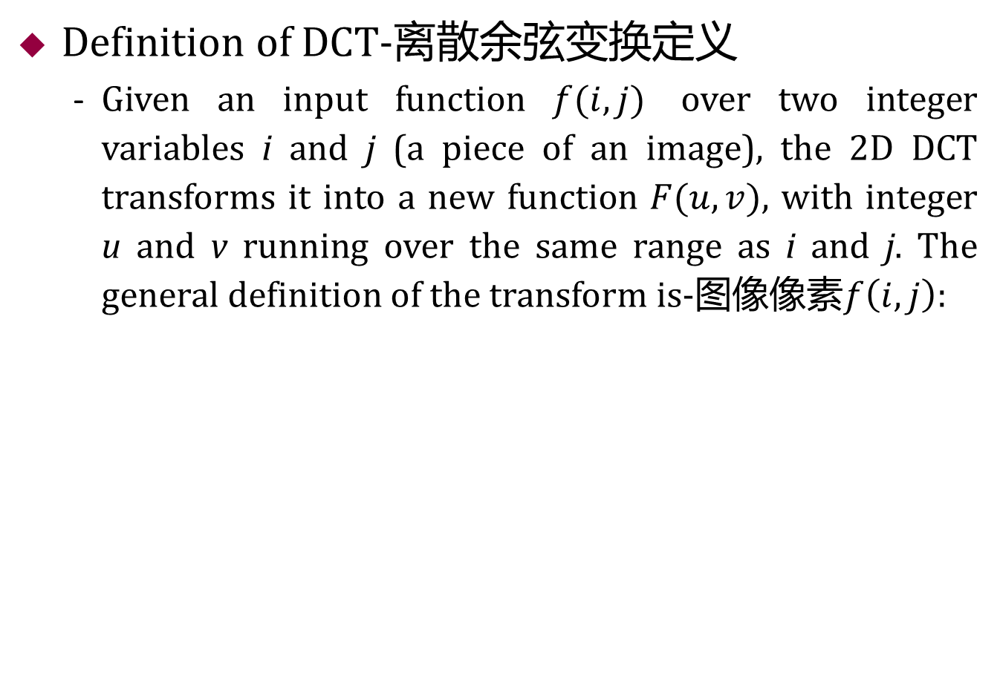 ◆ Definition of DCT-离散余弦变换定义
- Given an input function f(i,j) over two integer
variables i and j (a piece of an image), the 2D DCT
transforms it into a new function F(u,v), with integer
u and v running over the same range as i and j. The
general definition of the transform is-图像像素f(i,j):